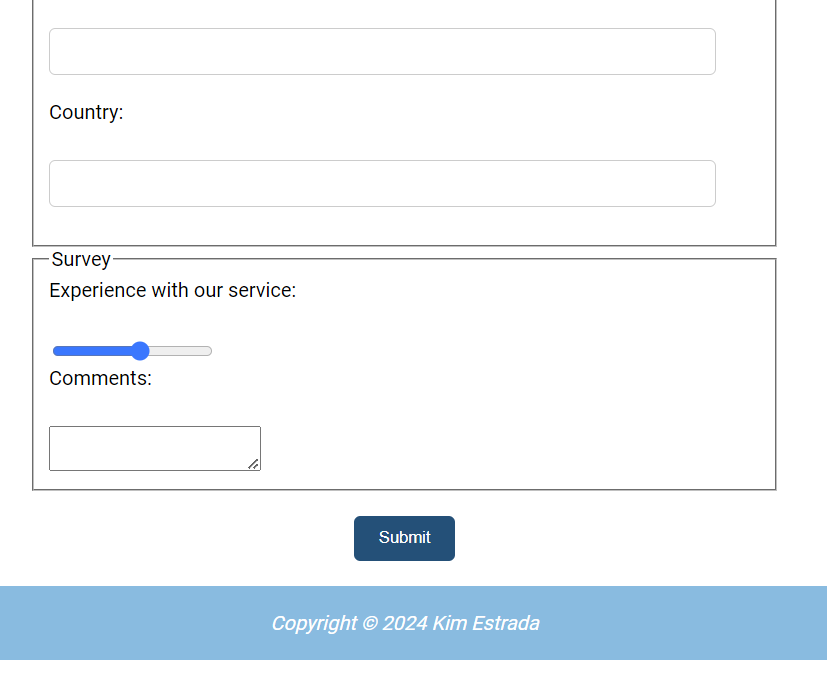 Country:
Survey
Experience with our service:
Comments:
Submit
Copyright © 2024 Kim Estrada